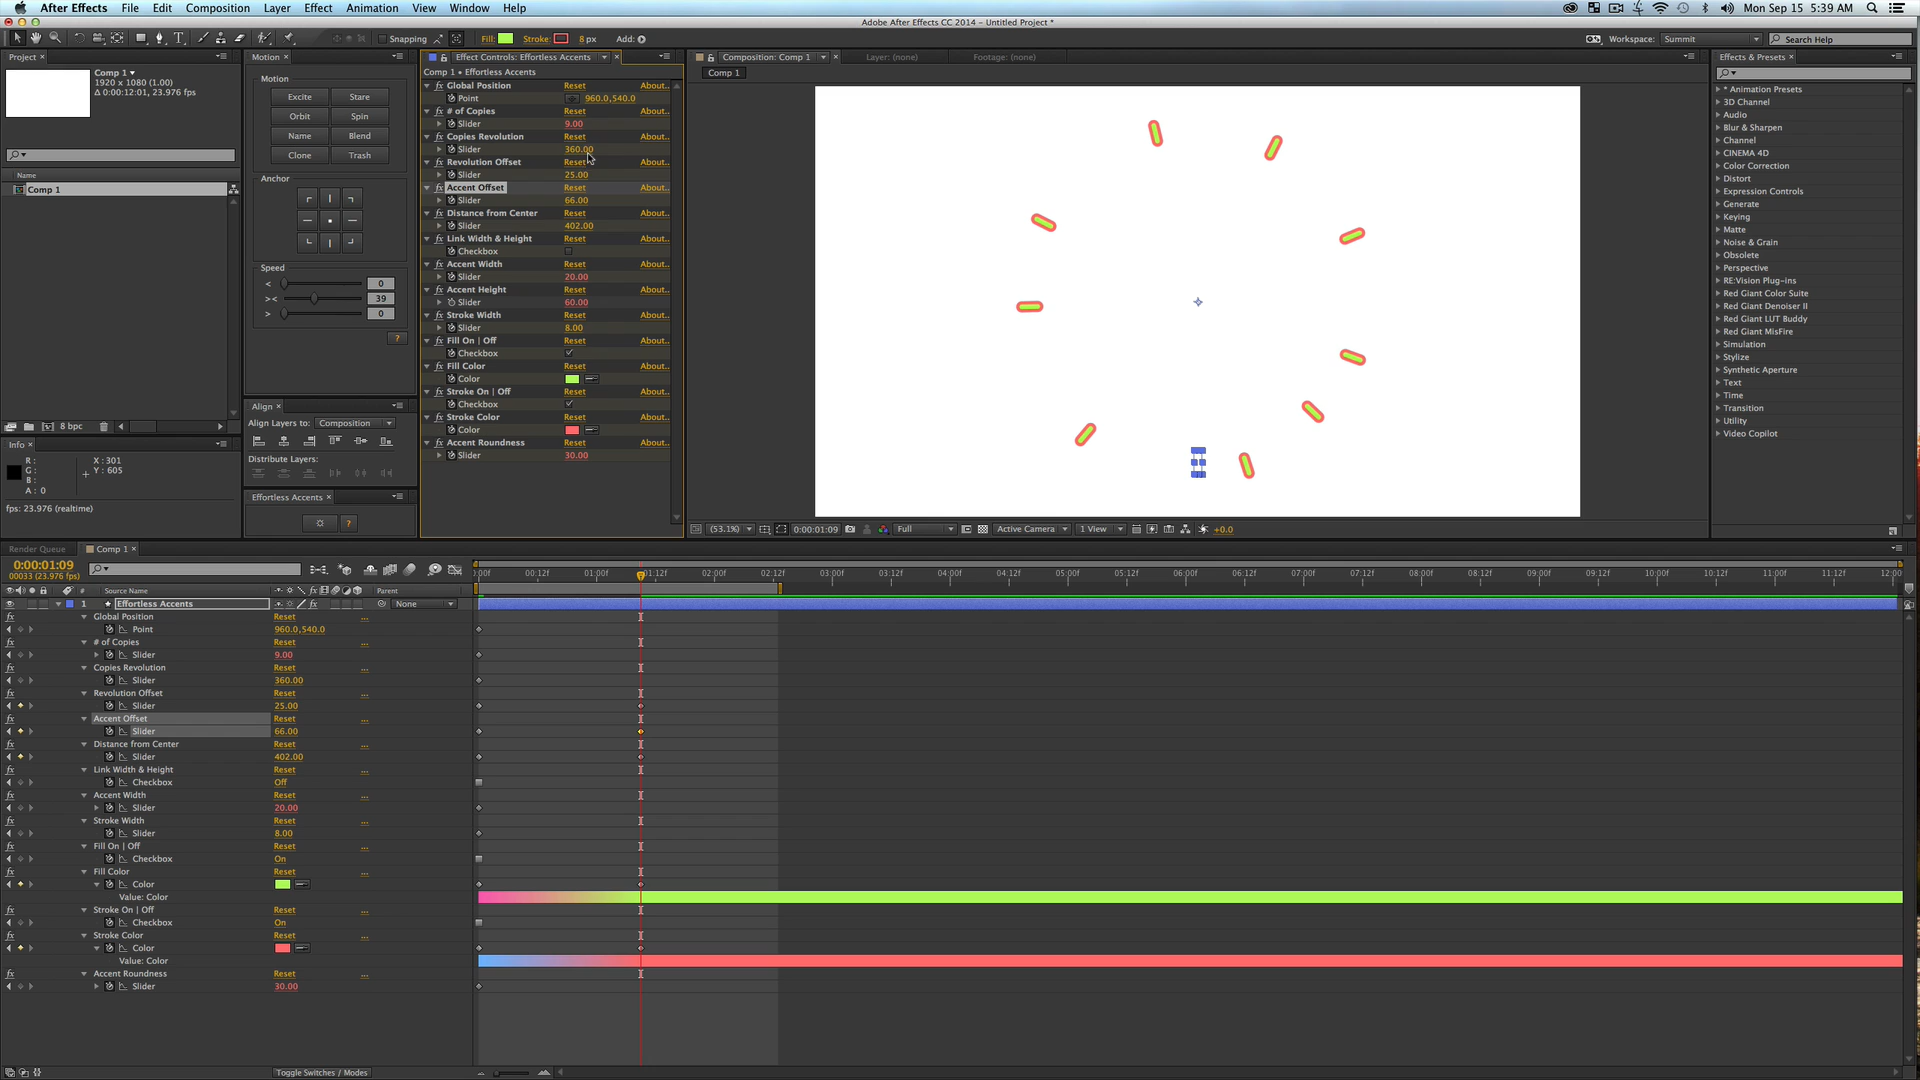 After Effects File Edit Composition Layer Effect Animation View Window Help Mon Sep 15 5:39 AM
Adobe After Effects CC 2014 - Untitled Project *
Snapping Fill: Stroke: 8 px Add: Workspace: Summit Search Help
Project Motion Effect Controls: Effortless Accents Composition: Comp 1 Layer: (none) Footage: (none) Effects & Presets
Comp 1
1920 x 1080 (1.00)
Δ 0:00:12:01, 23.976 fps
Name
Comp 1
8 bpc
Info
R :
G :
B :
A : 0
X : 301
Y : 605
fps: 23.976 (realtime)
Motion
Excite Stare
Orbit Spin
Name Blend
Clone Trash
Anchor
Speed
< 0
>< 39
> 0
?
Align
Align Layers to: Composition
Distribute Layers:
Effortless Accents
?
Comp 1 • Effortless Accents
fx Global Position Reset About..
Point 960.0,540.0
fx # of Copies Reset About..
Slider 9.00
fx Copies Revolution Reset About..
Slider 360.00
fx Revolution Offset Reset About..
Slider 25.00
fx Accent Offset Reset About..
Slider 66.00
fx Distance from Center Reset About..
Slider 402.00
fx Link Width & Height Reset About..
Checkbox
fx Accent Width Reset About..
Slider 20.00
fx Accent Height Reset About..
Slider 60.00
fx Stroke Width Reset About..
Slider 8.00
fx Fill On | Off Reset About..
Checkbox
fx Fill Color Reset About..
Color
fx Stroke On | Off Reset About..
Checkbox
fx Stroke Color Reset About..
Color
fx Accent Roundness Reset About..
Slider 30.00
Comp 1
(53.1%) 0:00:01:09 Full Active Camera 1 View +0.0
* Animation Presets
3D Channel
Audio
Blur & Sharpen
Channel
CINEMA 4D
Color Correction
Distort
Expression Controls
Generate
Keying
Matte
Noise & Grain
Obsolete
Perspective
RE:Vision Plug-ins
Red Giant Color Suite
Red Giant Denoiser II
Red Giant LUT Buddy
Red Giant MisFire
Simulation
Stylize
Synthetic Aperture
Text
Time
Transition
Utility
Video Copilot
Render Queue Comp 1
0:00:01:09
00033 (23.976 fps)
:00f 00:12f 01:00f 01:12f 02:00f 02:12f 03:00f 03:12f 04:00f 04:12f 05:00f 05:12f 06:00f 06:12f 07:00f 07:12f 08:00f 08:12f 09:00f 09:12f 10:00f 10:12f 11:00f 11:12f 12:00
# Source Name Parent
1 Effortless Accents None
fx Global Position Reset ...
Point 960.0,540.0
fx # of Copies Reset ...
Slider 9.00
fx Copies Revolution Reset ...
Slider 360.00
fx Revolution Offset Reset ...
Slider 25.00
fx Accent Offset Reset ...
Slider 66.00
fx Distance from Center Reset ...
Slider 402.00
fx Link Width & Height Reset ...
Checkbox Off
fx Accent Width Reset ...
Slider 20.00
fx Stroke Width Reset ...
Slider 8.00
fx Fill On | Off Reset ...
Checkbox On
fx Fill Color Reset ...
Color
Value: Color
fx Stroke On | Off Reset ...
Checkbox On
fx Stroke Color Reset ...
Color
Value: Color
fx Accent Roundness Reset ...
Slider 30.00
Toggle Switches / Modes